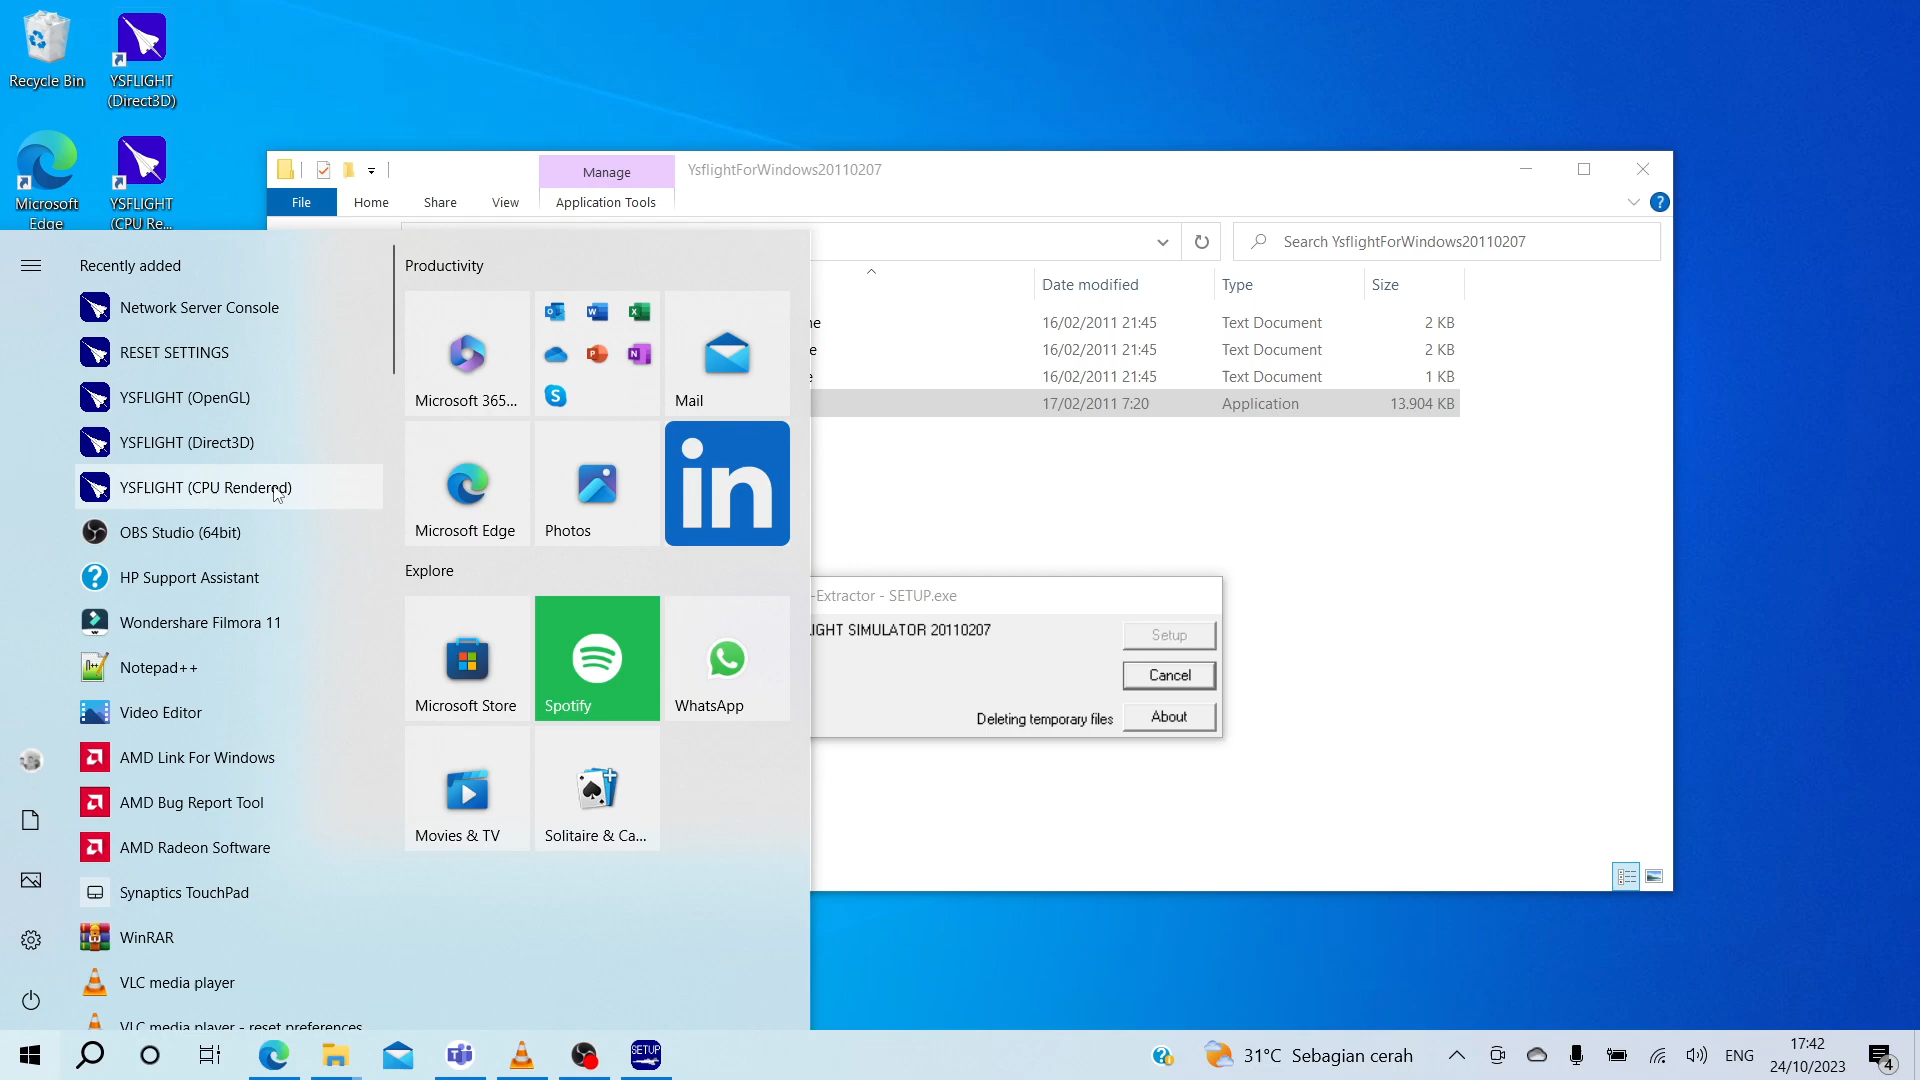 Recycle Bin
YSFLIGHT
(Direct3D)
Microsoft
Edge
YSFLIGHT
(CPU Re...
Manage
YsflightForWindows20110207
File
Home
Share
View
Application Tools
Search YsflightForWindows20110207
Date modified
Type
Size
16/02/2011 21:45
Text Document
2 KB
16/02/2011 21:45
Text Document
2 KB
16/02/2011 21:45
Text Document
1 KB
17/02/2011 7:20
Application
13.904 KB
-Extractor - SETUP.exe
IGHT SIMULATOR 20110207
Setup
Cancel
Deleting temporary files
About
Recently added
Network Server Console
RESET SETTINGS
YSFLIGHT (OpenGL)
YSFLIGHT (Direct3D)
YSFLIGHT (CPU Rendered)
OBS Studio (64bit)
HP Support Assistant
Wondershare Filmora 11
Notepad++
Video Editor
AMD Link For Windows
AMD Bug Report Tool
AMD Radeon Software
Synaptics TouchPad
WinRAR
VLC media player
VLC media player - reset preferences
Productivity
Microsoft 365...
Mail
Microsoft Edge
Photos
in
Explore
Microsoft Store
Spotify
WhatsApp
Movies & TV
Solitaire & Ca...
SETUP
31°C Sebagian cerah
ENG
17:42
24/10/2023
4